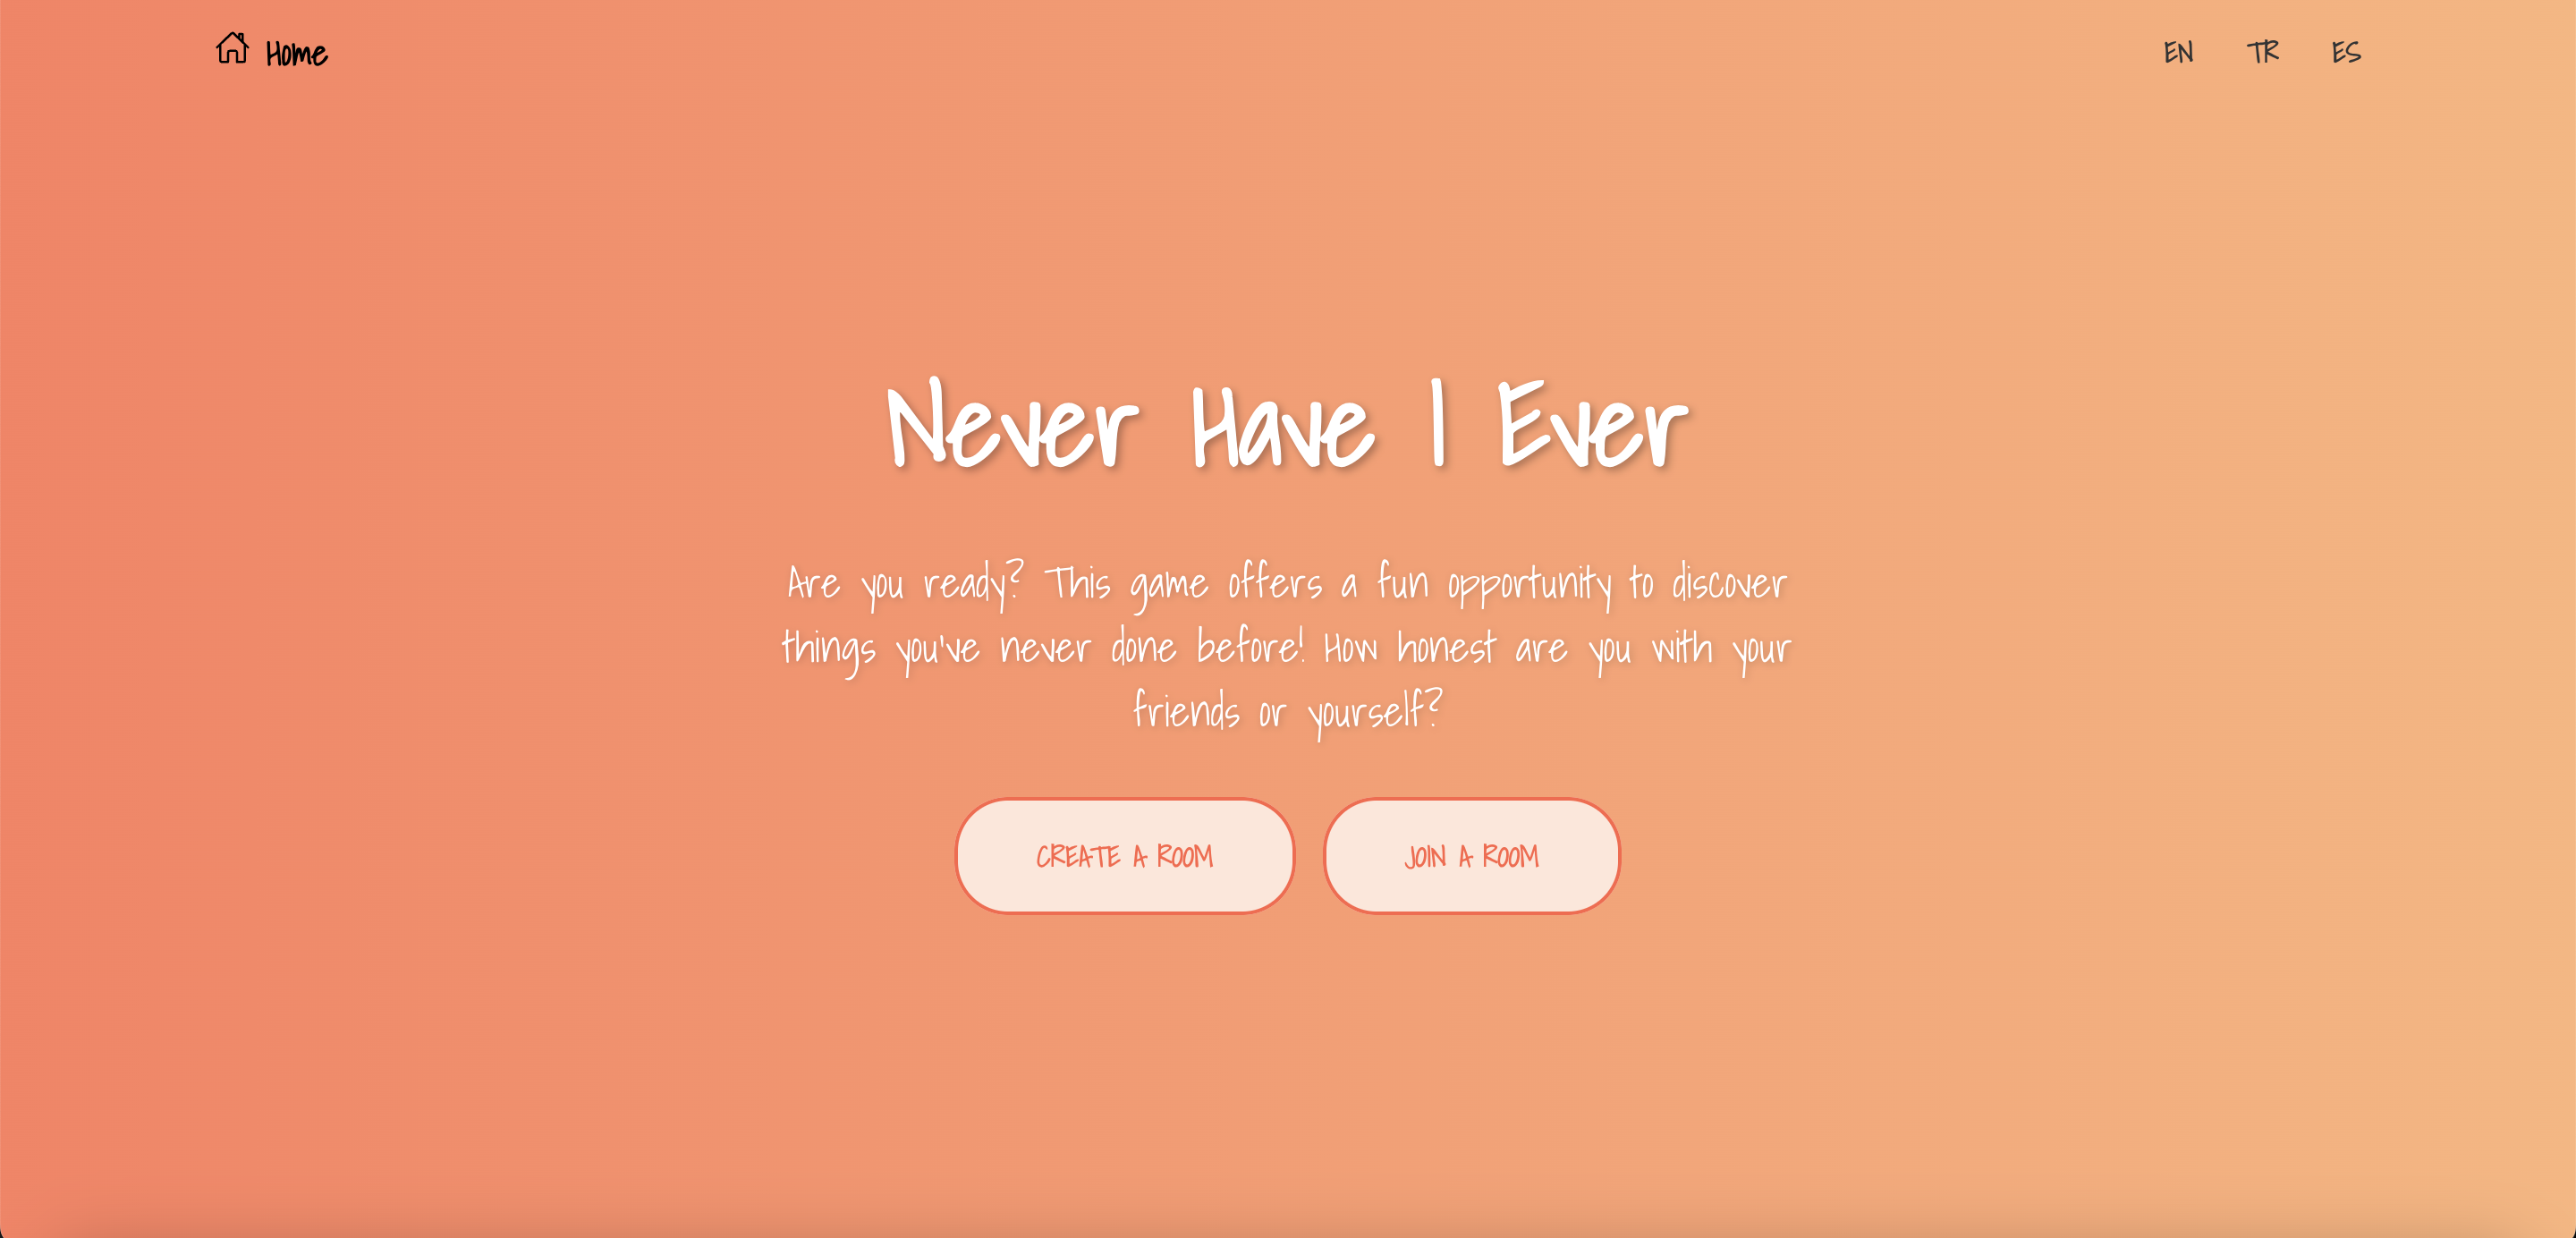 Home
EN TR ES
Never Have I Ever
Are you ready? This game offers a fun opportunity to discover
things you've never done before! How honest are you with your
friends or yourself?
CREATE A ROOM
JOIN A ROOM